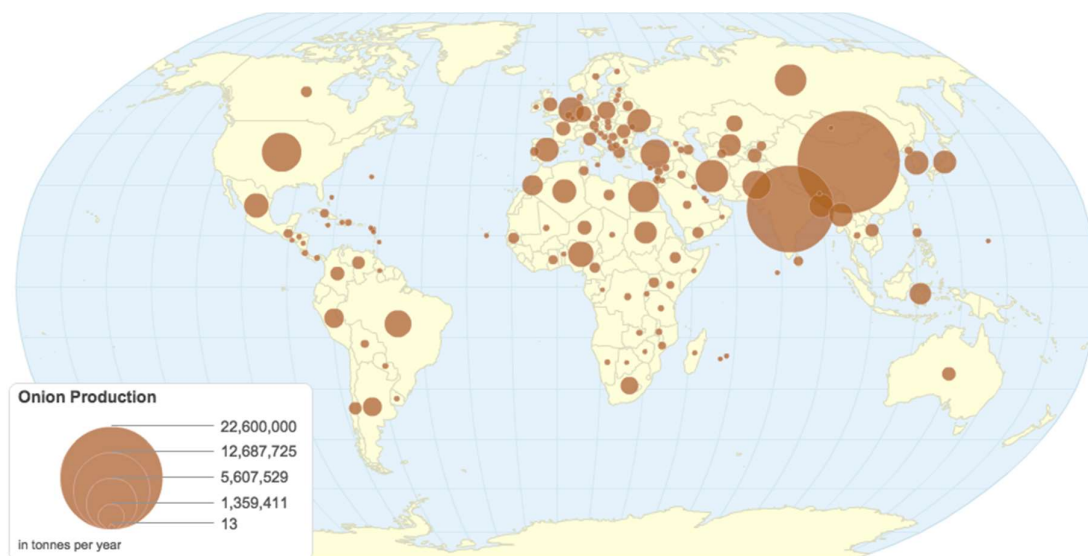 Onion Production
22,600,000
12,687,725
5,607,529
1,359,411
13
in tonnes per year